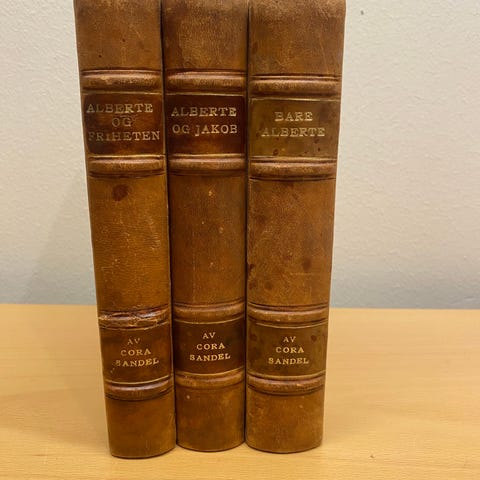 ALBERTE
OG
FRIHETEN
AV
CORA
SANDEL
ALBERTE
OG JAKOB
AV
CORA
SANDEL
BARE
ALBERTE
AV
CORA
SANDEL